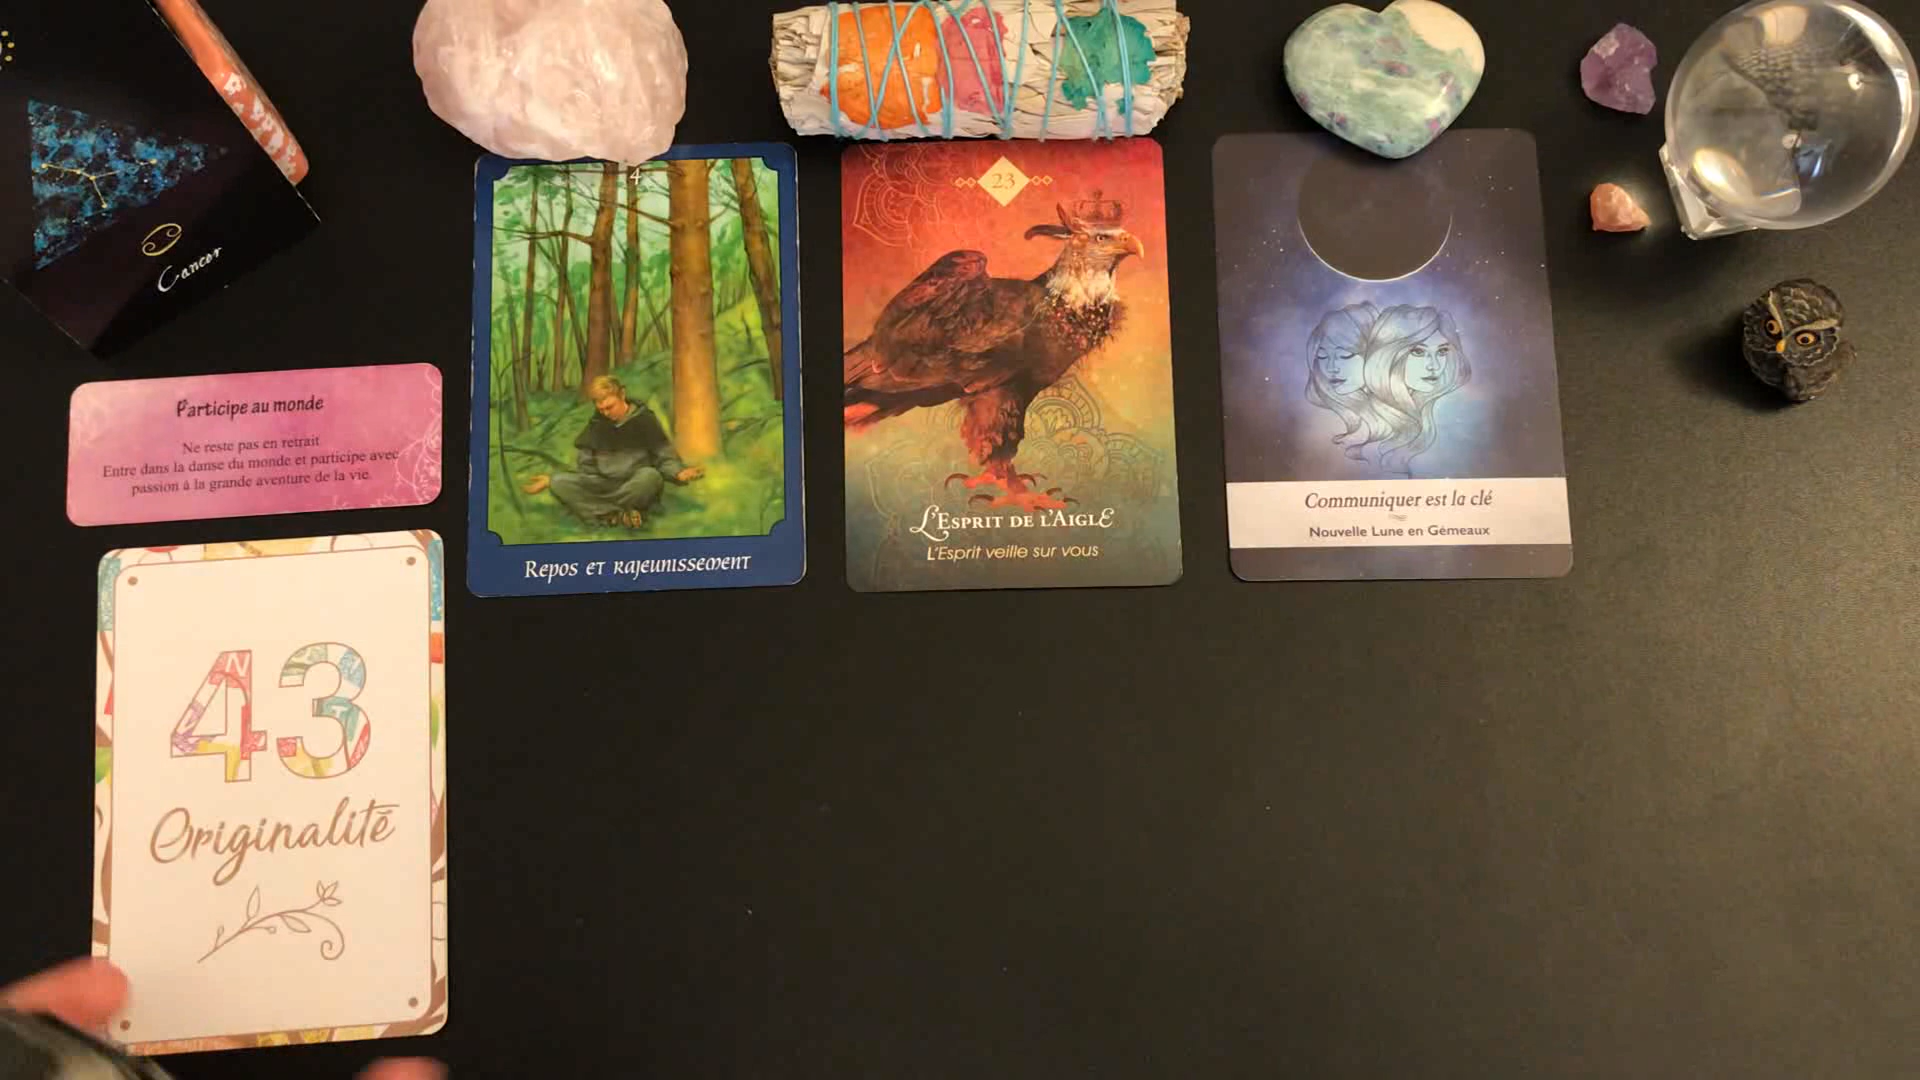 Cancer
Participe au monde
Ne reste pas en retrait
Entre dans la danse du monde et participe avec
passion à la grande aventure de la vie.
43
Originalité
4
Repos et rajeunissement
23
L'Esprit de l'Aigle
L'Esprit veille sur vous
Communiquer est la clé
Nouvelle Lune en Gémeaux